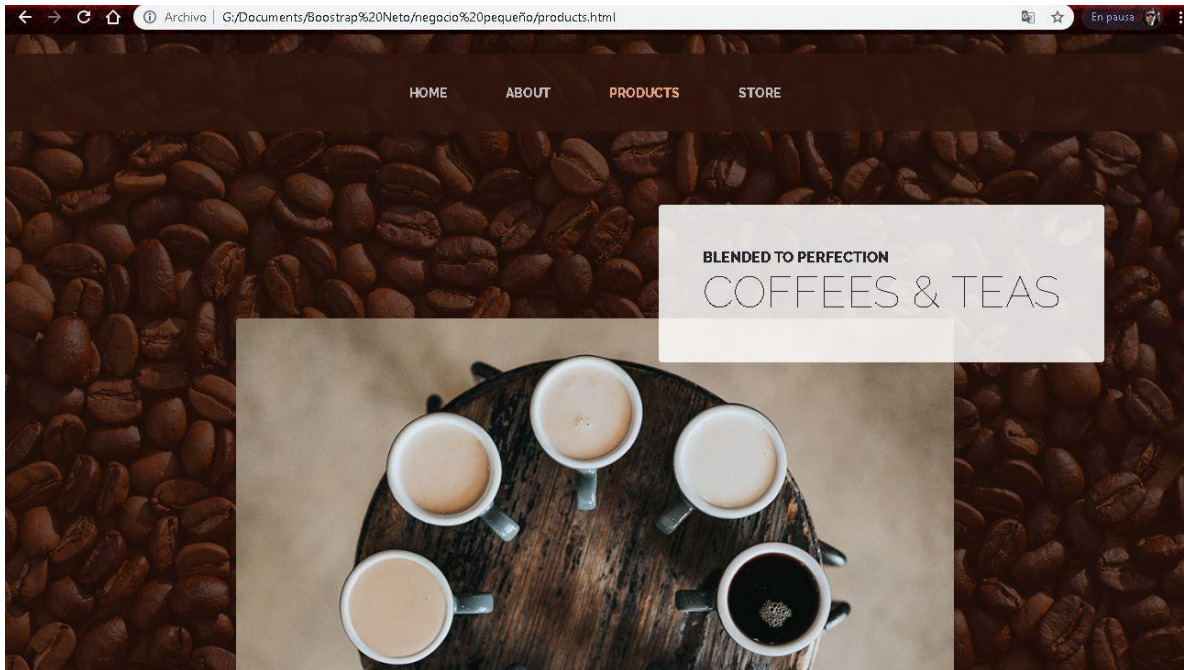 Archivo G:/Documents/Boostrap%20Neto/negocio%20pequeño/products.html En pausa
HOME ABOUT PRODUCTS STORE
BLENDED TO PERFECTION
COFFEES & TEAS